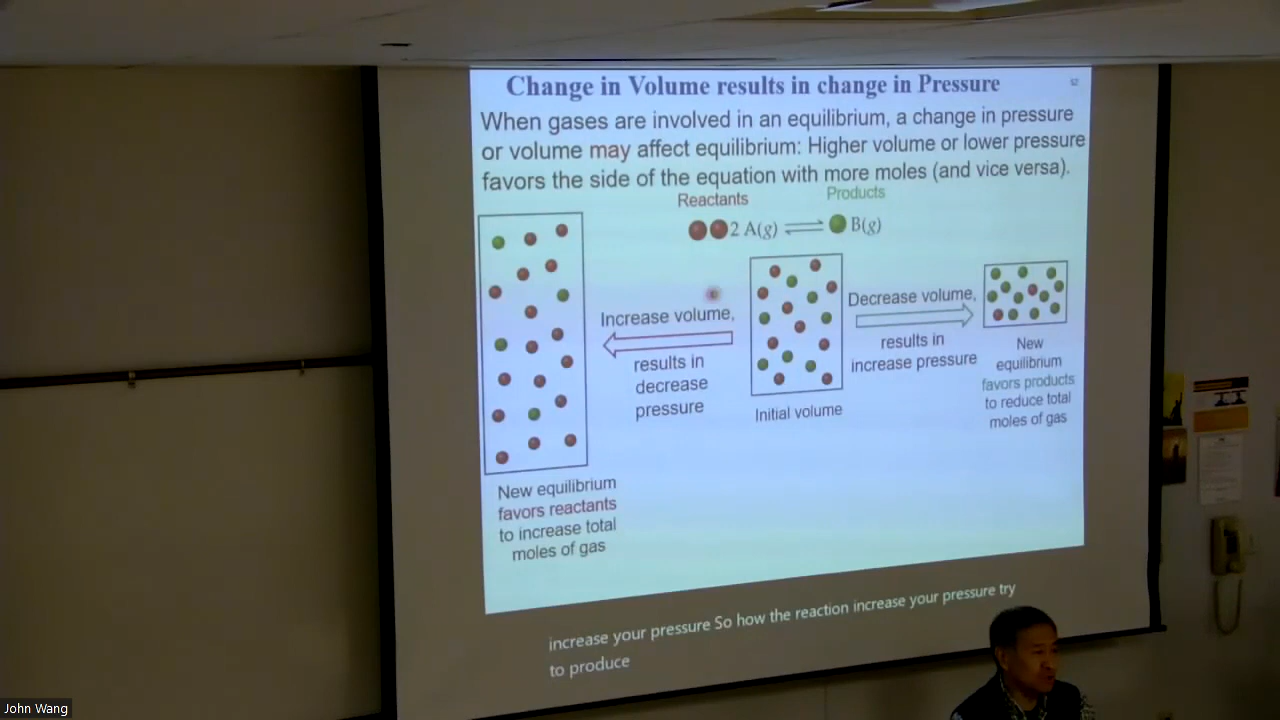 Change in Volume results in change in Pressure
When gases are involved in an equilibrium, a change in pressure
or volume may affect equilibrium: Higher volume or lower pressure
favors the side of the equation with more moles (and vice versa).
Reactants
Products
2 A(g) ⇌ B(g)
Increase volume,
results in
decrease
pressure
Decrease volume,
results in
increase pressure
Initial volume
New
equilibrium
favors products
to reduce total
moles of gas
New equilibrium
favors reactants
to increase total
moles of gas
increase your pressure So how the reaction increase your pressure try
to produce
John Wang